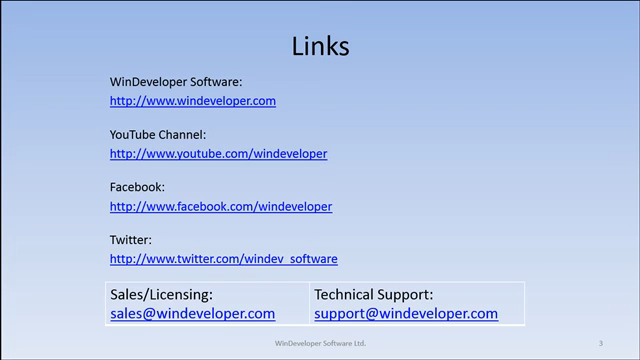 Links
WinDeveloper Software:
http://www.windeveloper.com
YouTube Channel:
http://www.youtube.com/windeveloper
Facebook:
http://www.facebook.com/windeveloper
Twitter:
http://www.twitter.com/windev_software
Sales/Licensing:
sales@windeveloper.com
Technical Support:
support@windeveloper.com
WinDeveloper Software Ltd.
3